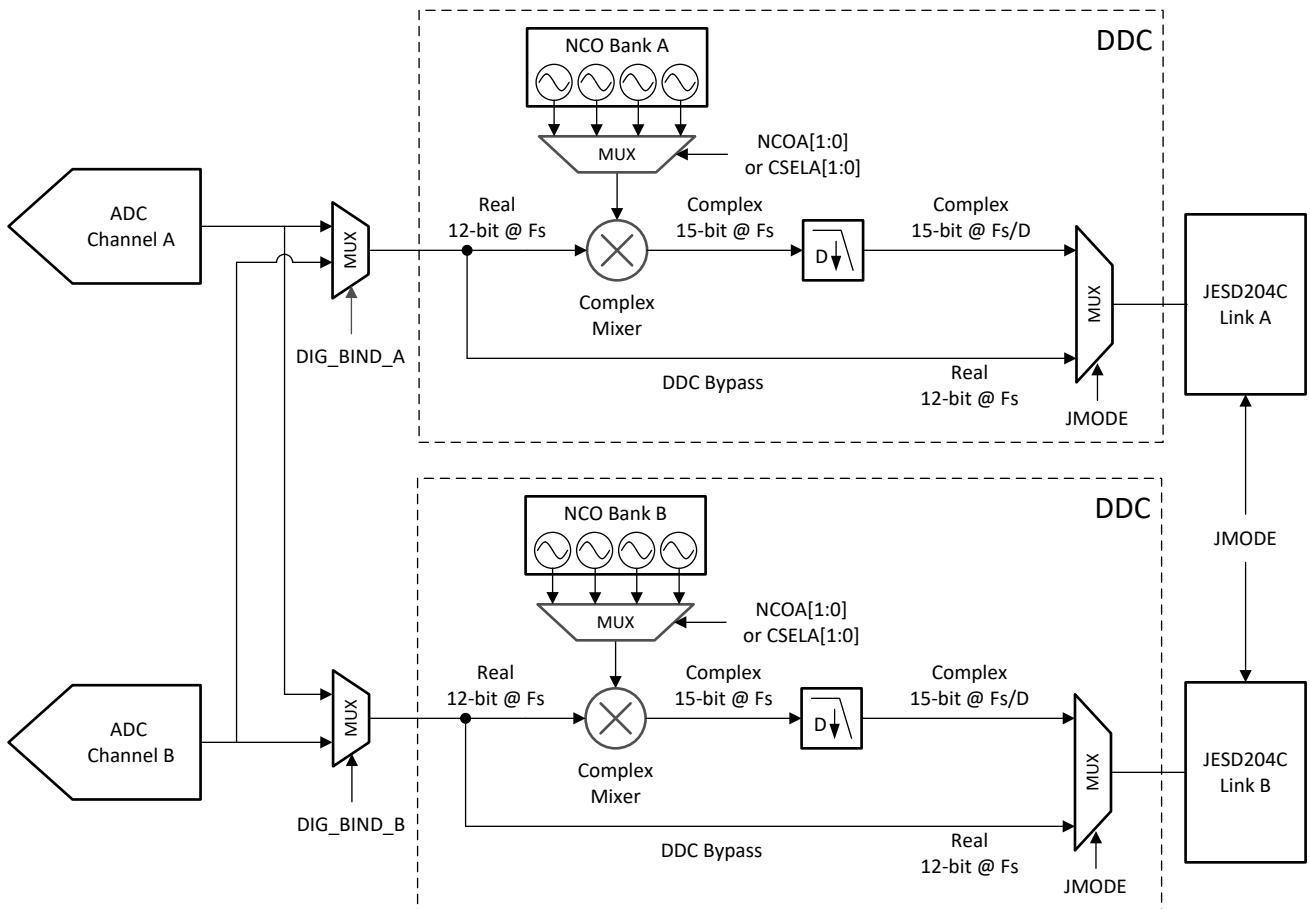 DDC
NCO Bank A
MUX
NCOA[1:0]
or CSELA[1:0]
ADC
Channel A
MUX
DIG_BIND_A
Real
12-bit @ Fs
Complex
Mixer
Complex
15-bit @ Fs
D
Complex
15-bit @ Fs/D
DDC Bypass
Real
12-bit @ Fs
MUX
JMODE
JESD204C
Link A
JMODE
DDC
NCO Bank B
MUX
NCOA[1:0]
or CSELA[1:0]
ADC
Channel B
MUX
DIG_BIND_B
Real
12-bit @ Fs
Complex
Mixer
Complex
15-bit @ Fs
D
Complex
15-bit @ Fs/D
DDC Bypass
Real
12-bit @ Fs
MUX
JMODE
JESD204C
Link B